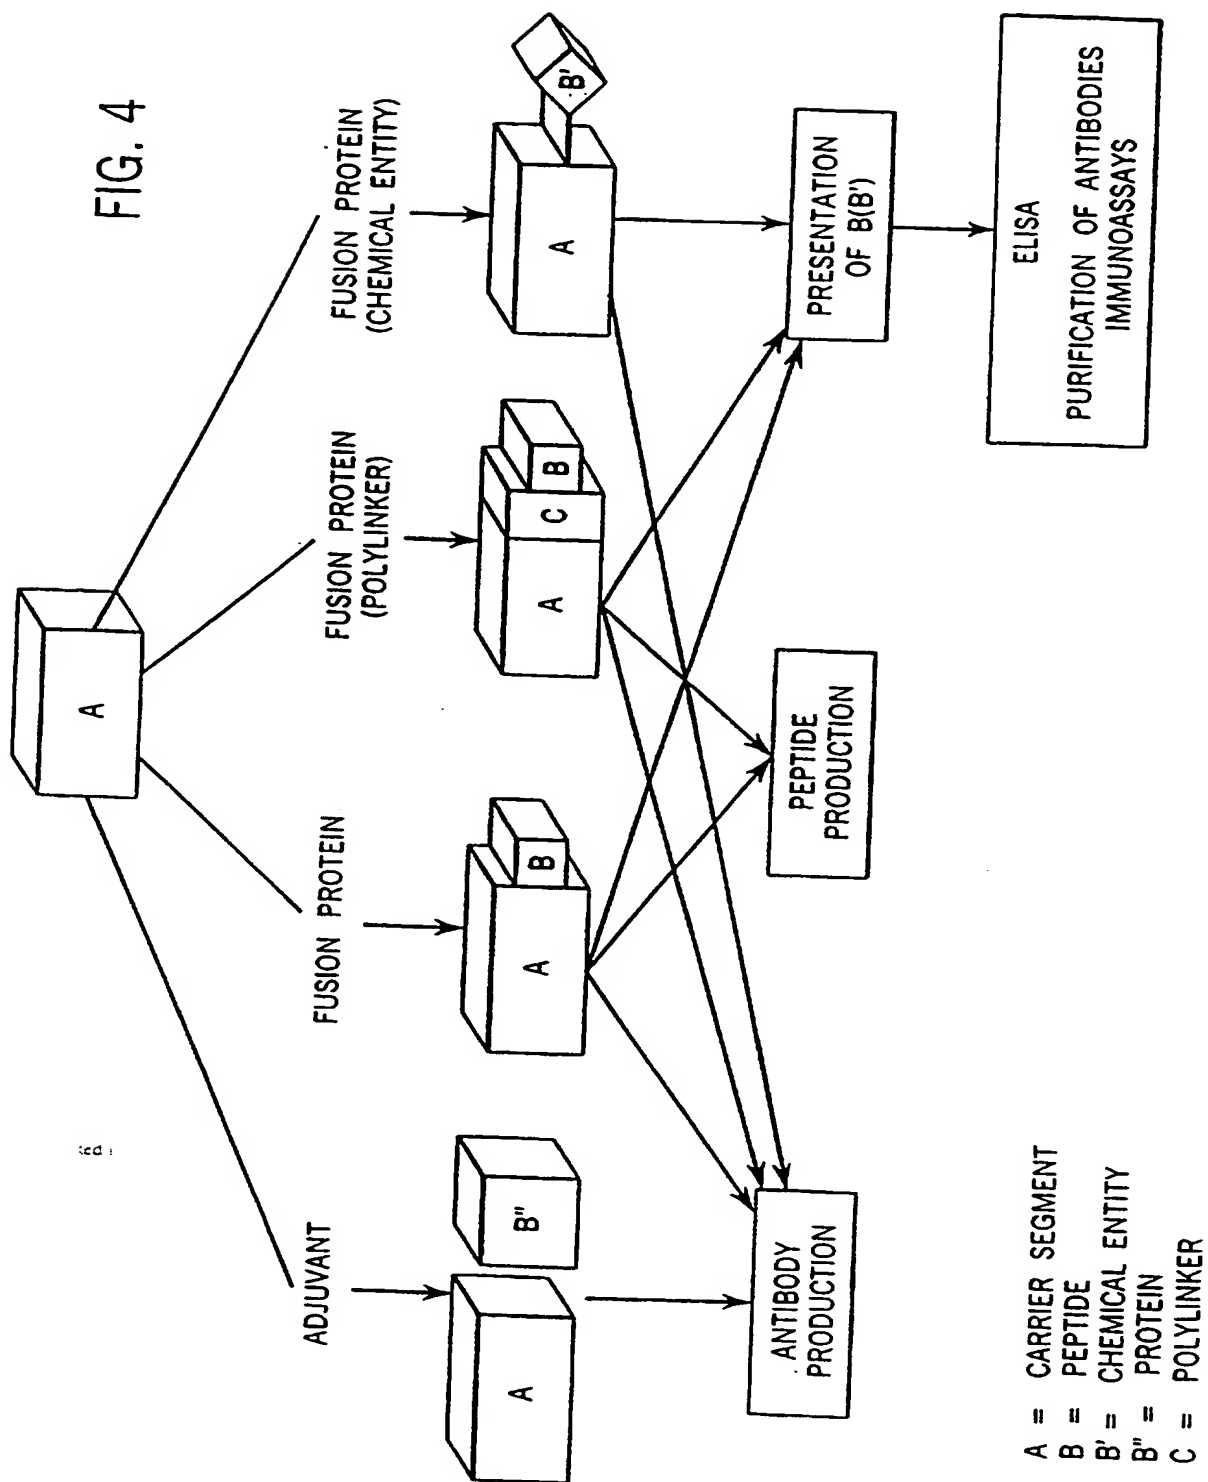 FIG. 4
A
ADJUVANT
FUSION PROTEIN
FUSION PROTEIN
(POLYLINKER)
FUSION PROTEIN
(CHEMICAL ENTITY)
A
B"
A
B
A
C
B
A
B'
ANTIBODY
PRODUCTION
PEPTIDE
PRODUCTION
PRESENTATION
OF B(B')
ELISA
PURIFICATION OF ANTIBODIES
IMMUNOASSAYS
A = CARRIER SEGMENT
B = PEPTIDE
B' = CHEMICAL ENTITY
B" = PROTEIN
C = POLYLINKER